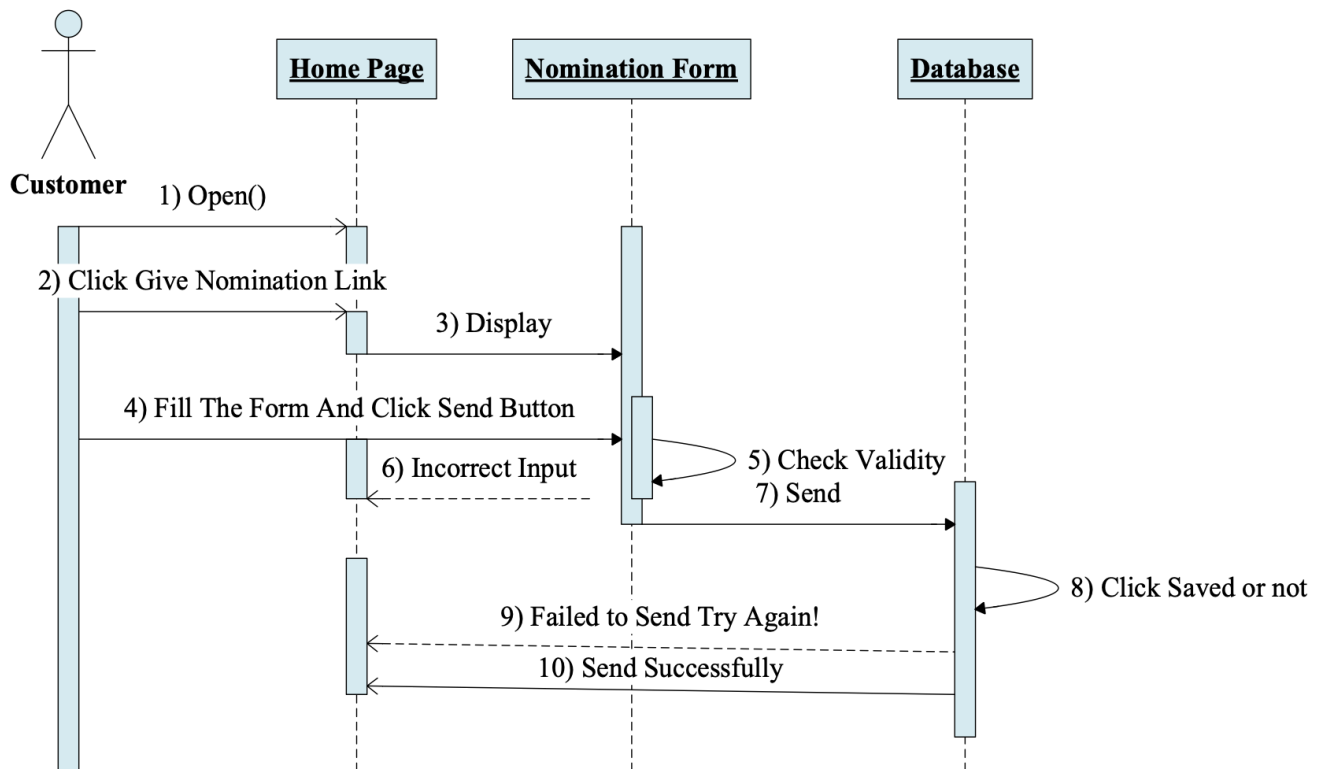 Home Page
Nomination Form
Database
Customer
1) Open()
2) Click Give Nomination Link
3) Display
4) Fill The Form And Click Send Button
5) Check Validity
6) Incorrect Input
7) Send
8) Click Saved or not
9) Failed to Send Try Again!
10) Send Successfully